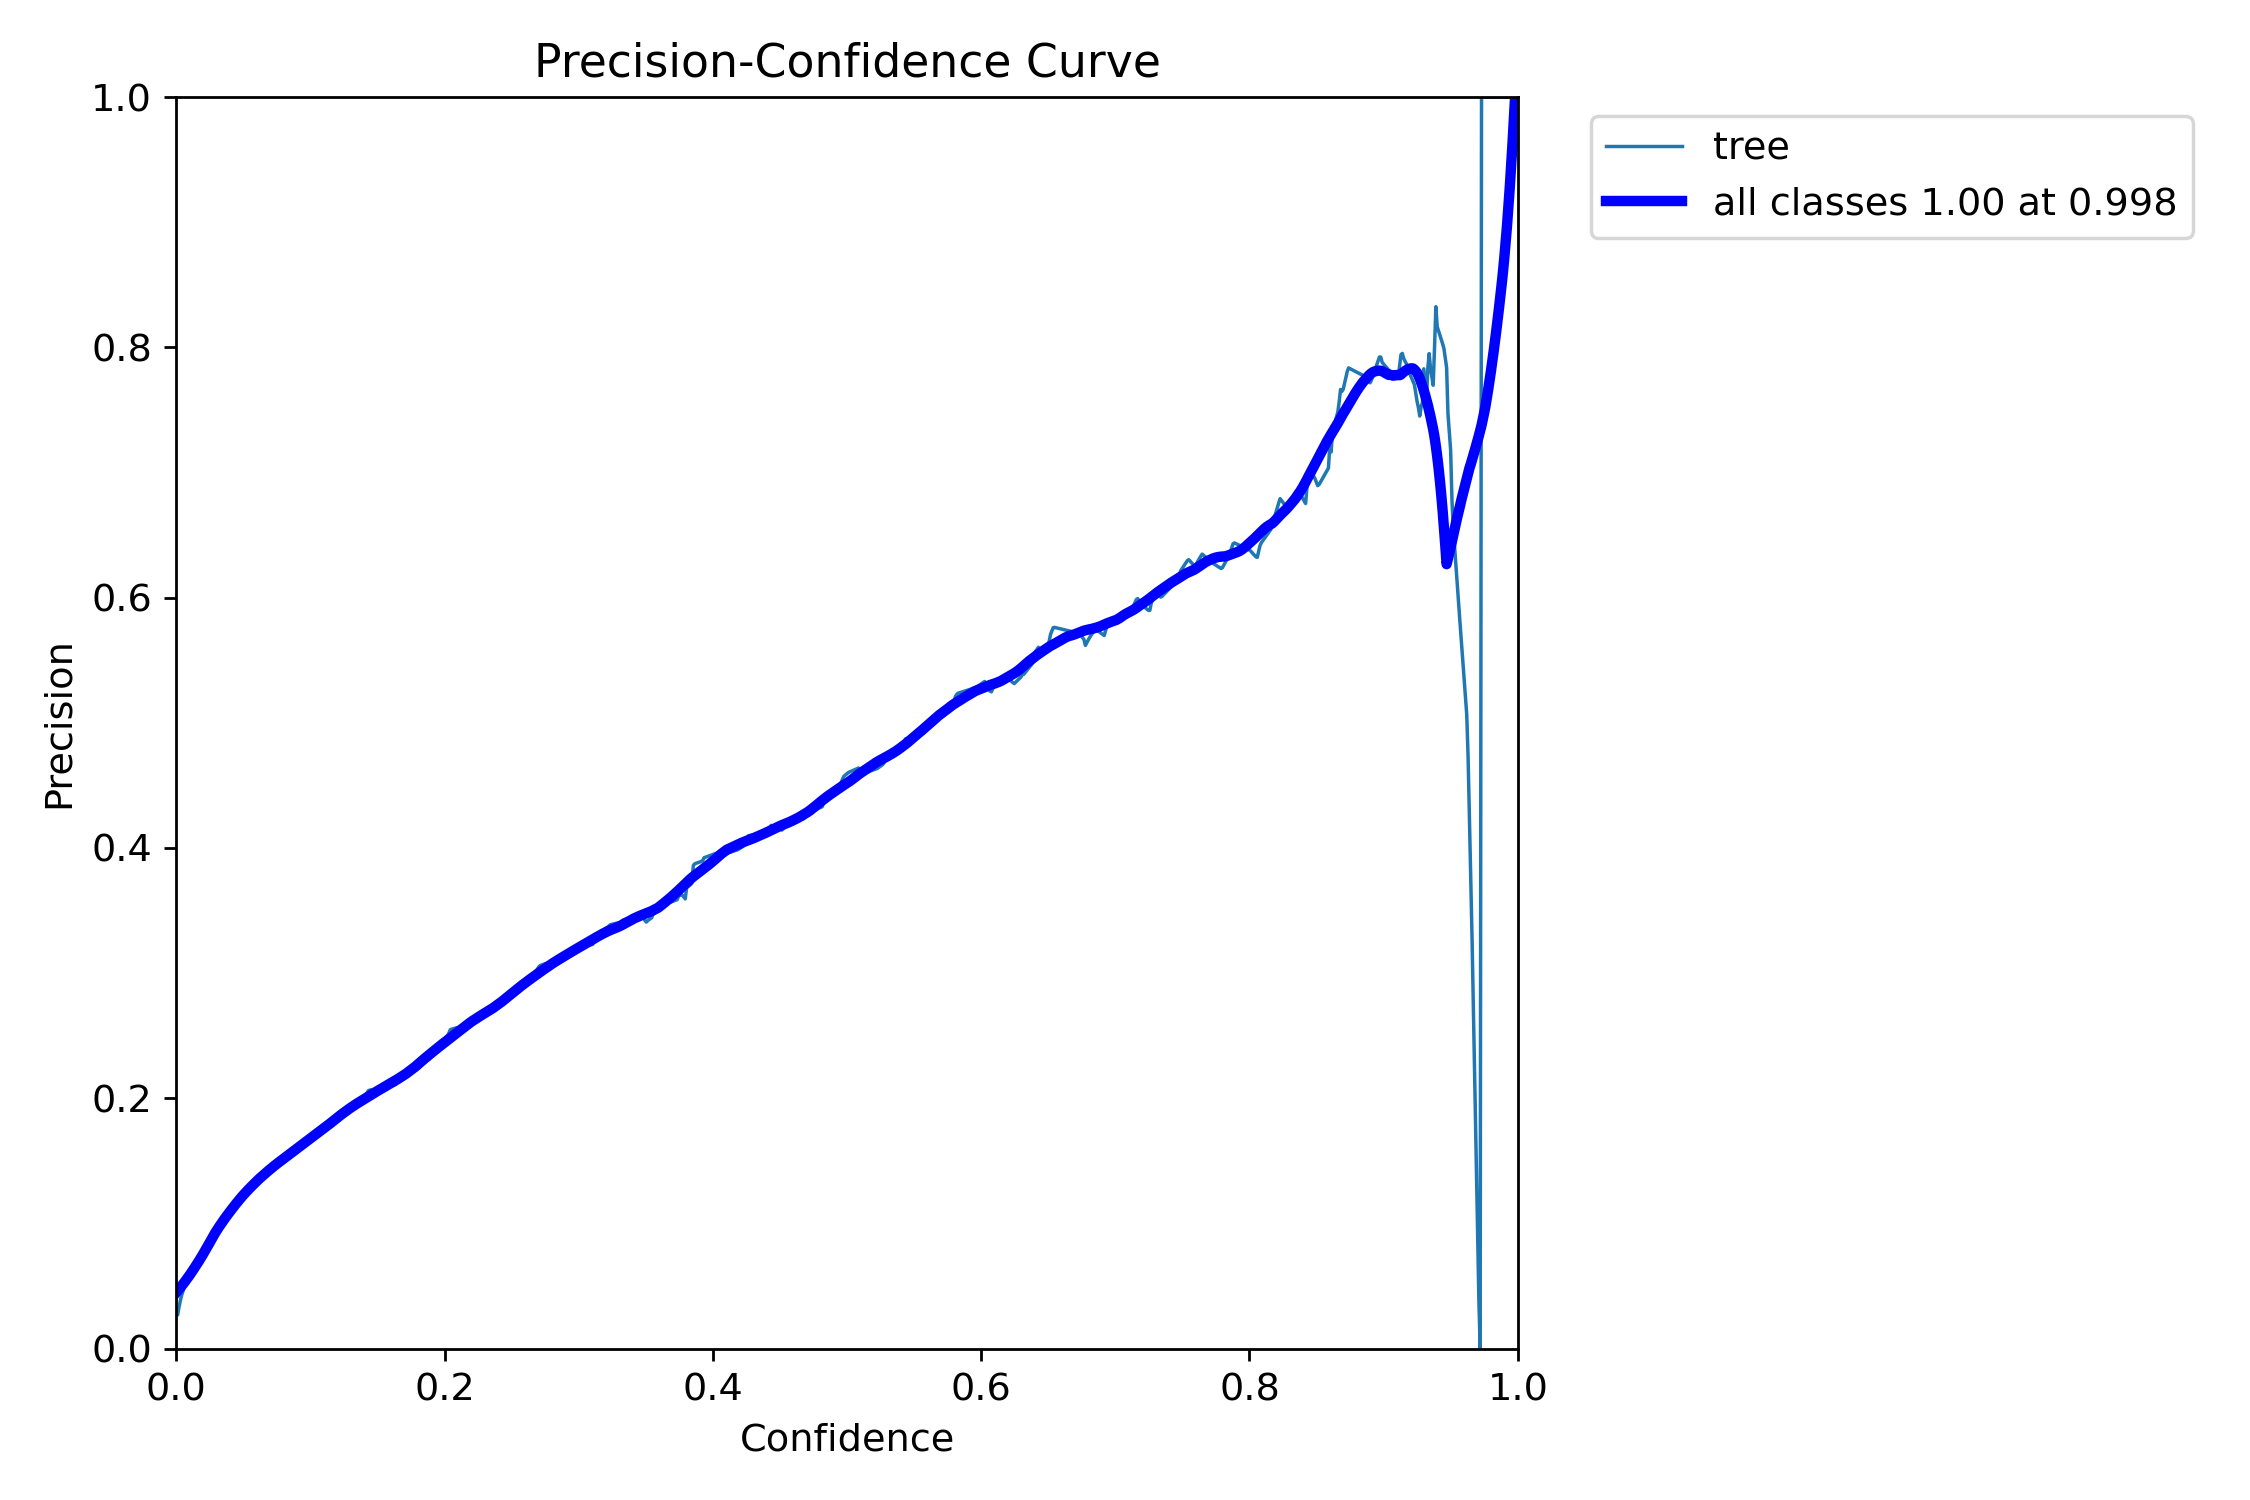 Precision-Confidence Curve
1.0
0.8
0.6
0.4
0.2
0.0
Precision
0.0 0.2 0.4 0.6 0.8 1.0
Confidence
tree
all classes 1.00 at 0.998